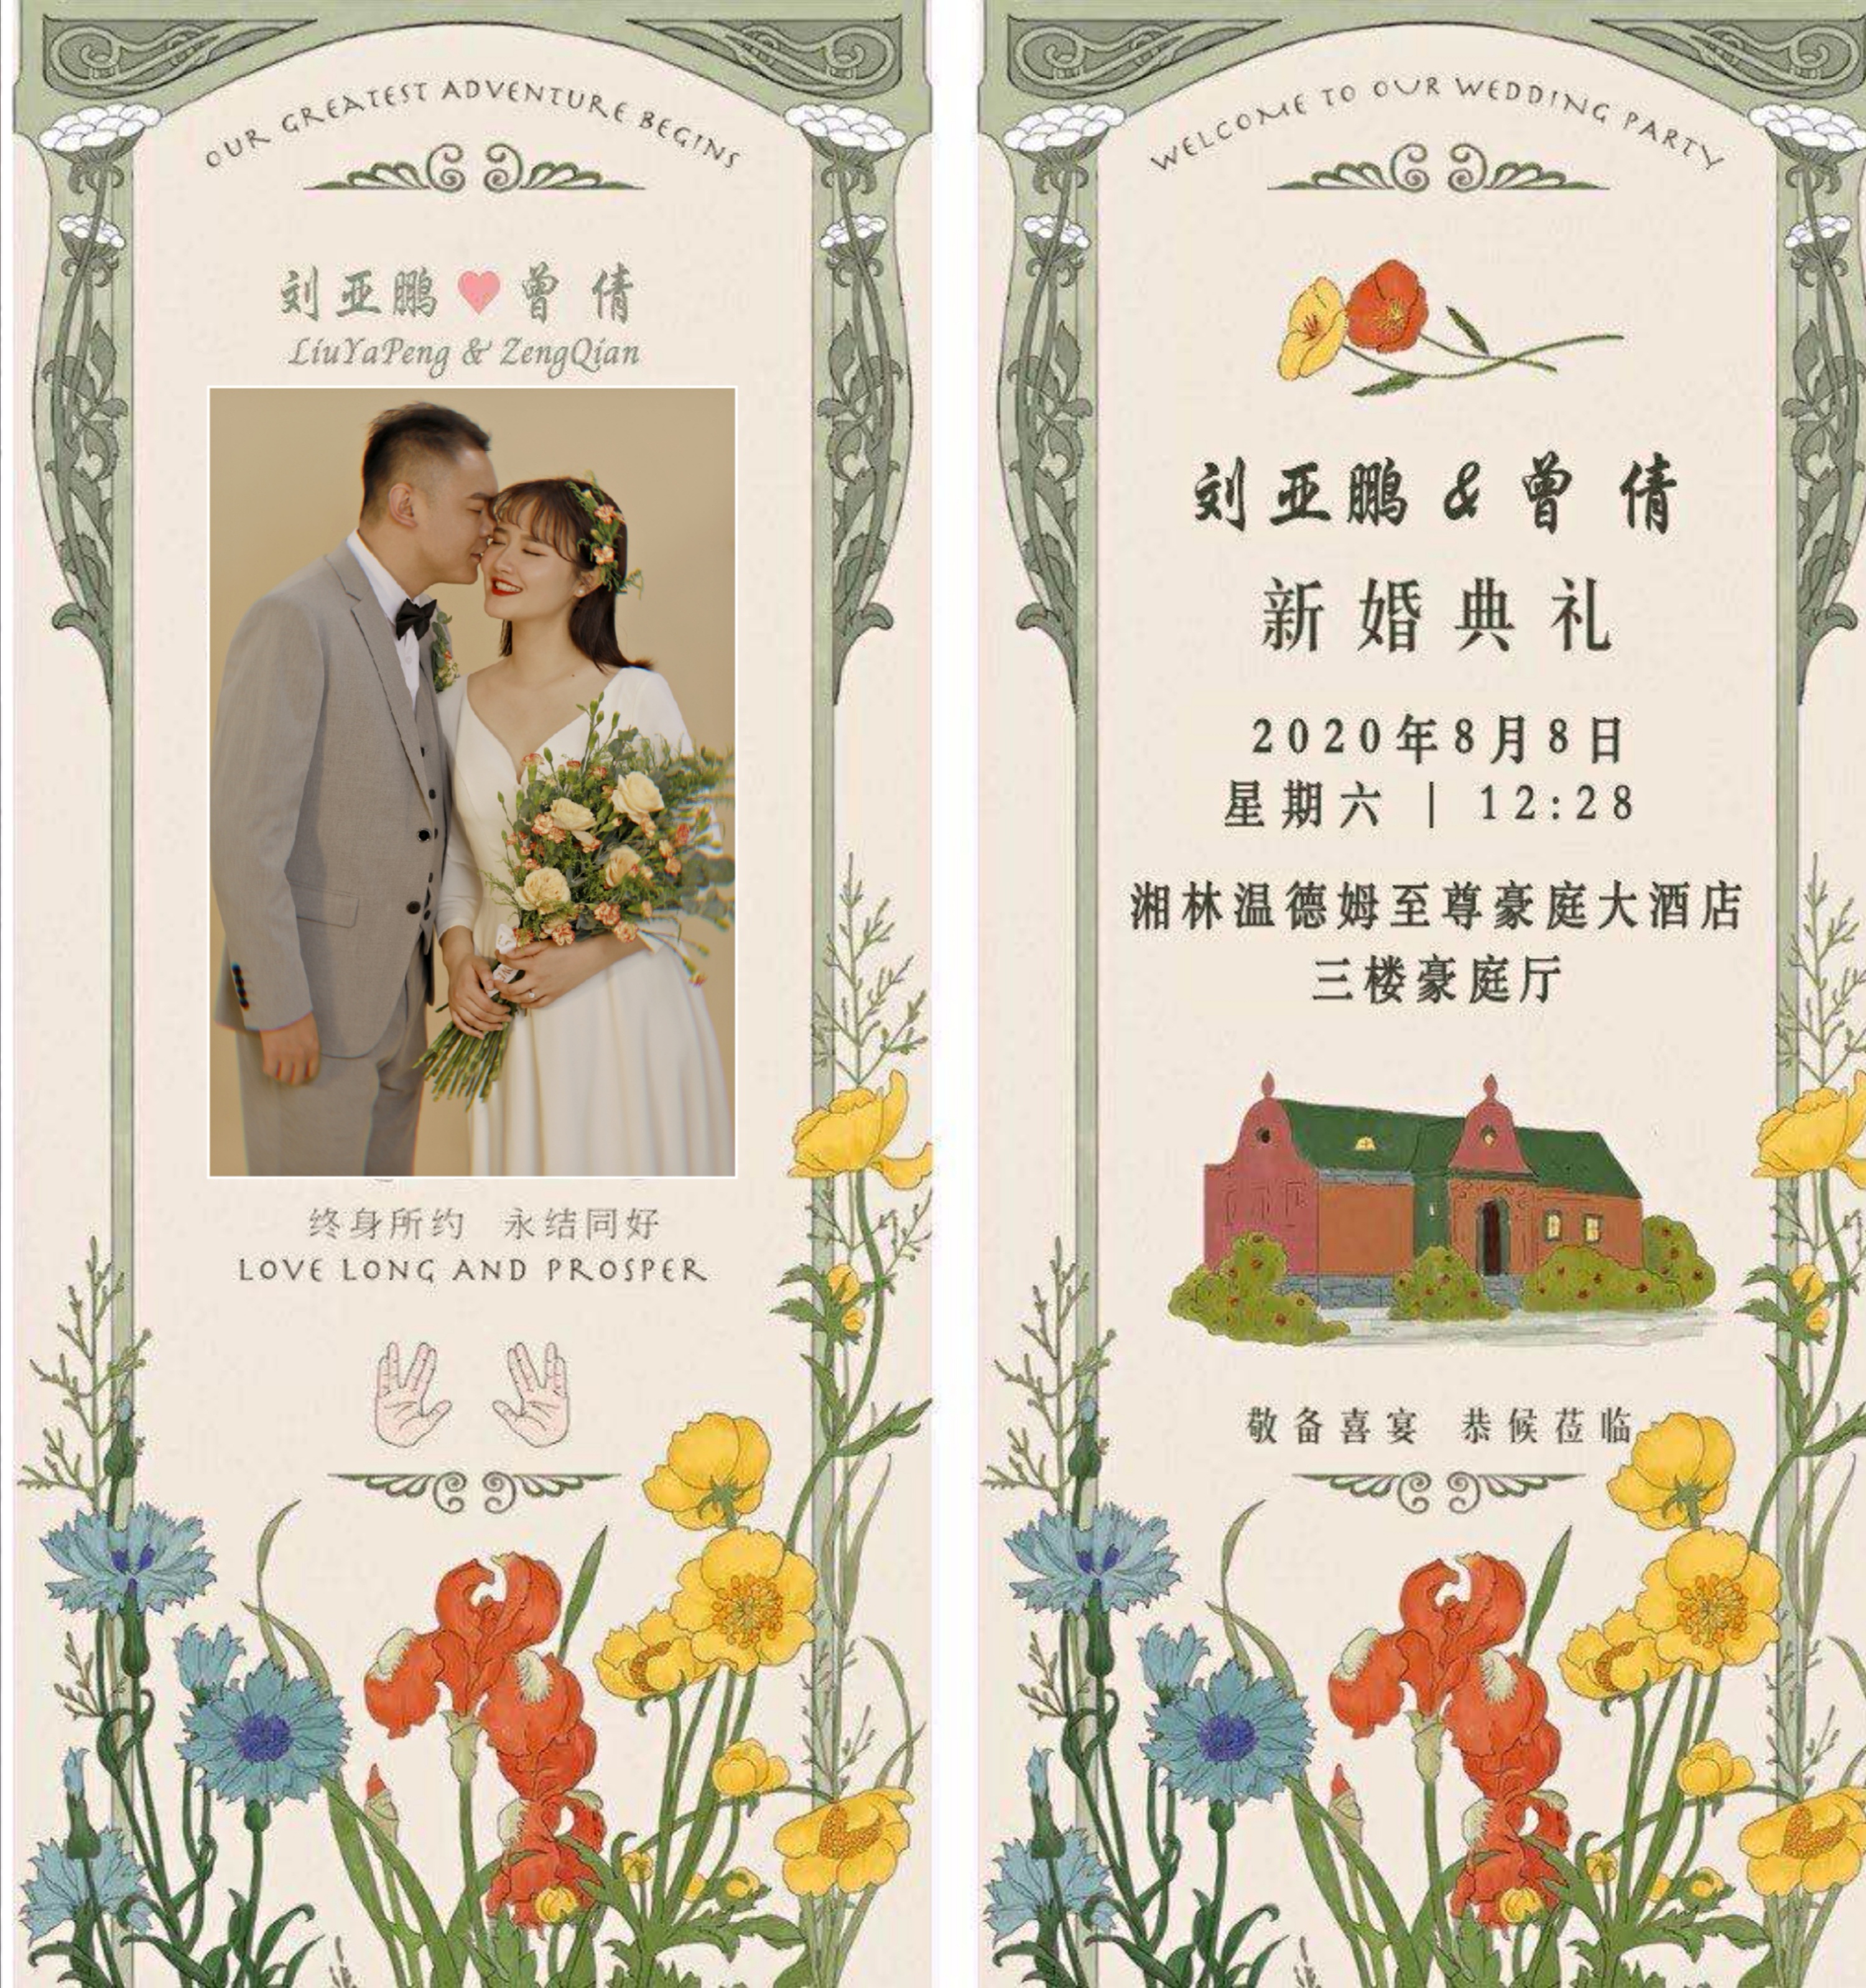 OUR GREATEST ADVENTURE BEGINS
刘亚鹏 ♥ 曾 倩
LiuYaPeng & ZengQian
终身所约 永结同好
LOVE LONG AND PROSPER
WELCOME TO OUR WEDDING PARTY
刘亚鹏 & 曾 倩
新婚典礼
2020年8月8日
星期六 | 12:28
湘林温德姆至尊豪庭大酒店
三楼豪庭厅
敬备喜宴 恭候莅临